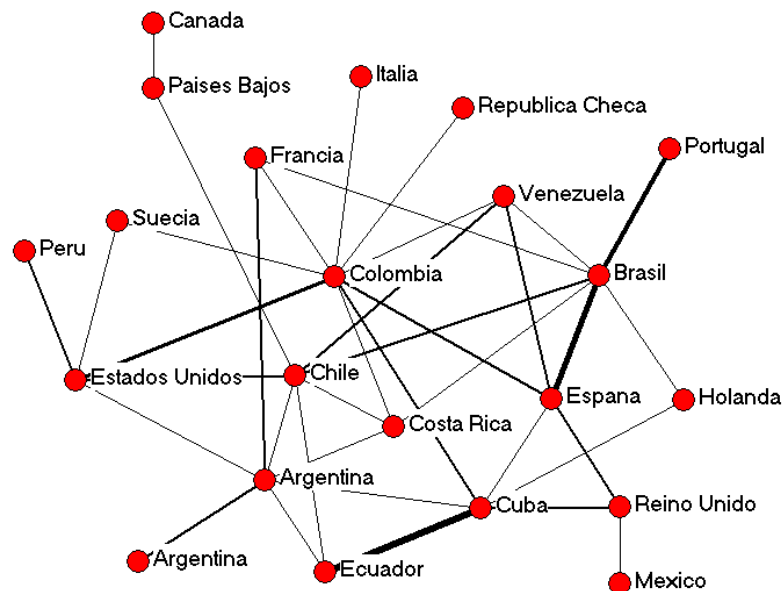 Canada
Paises Bajos
Italia
Republica Checa
Francia
Portugal
Venezuela
Suecia
Peru
Colombia
Brasil
Estados Unidos
Chile
Espana
Holanda
Costa Rica
Argentina
Cuba
Reino Unido
Argentina
Ecuador
Mexico